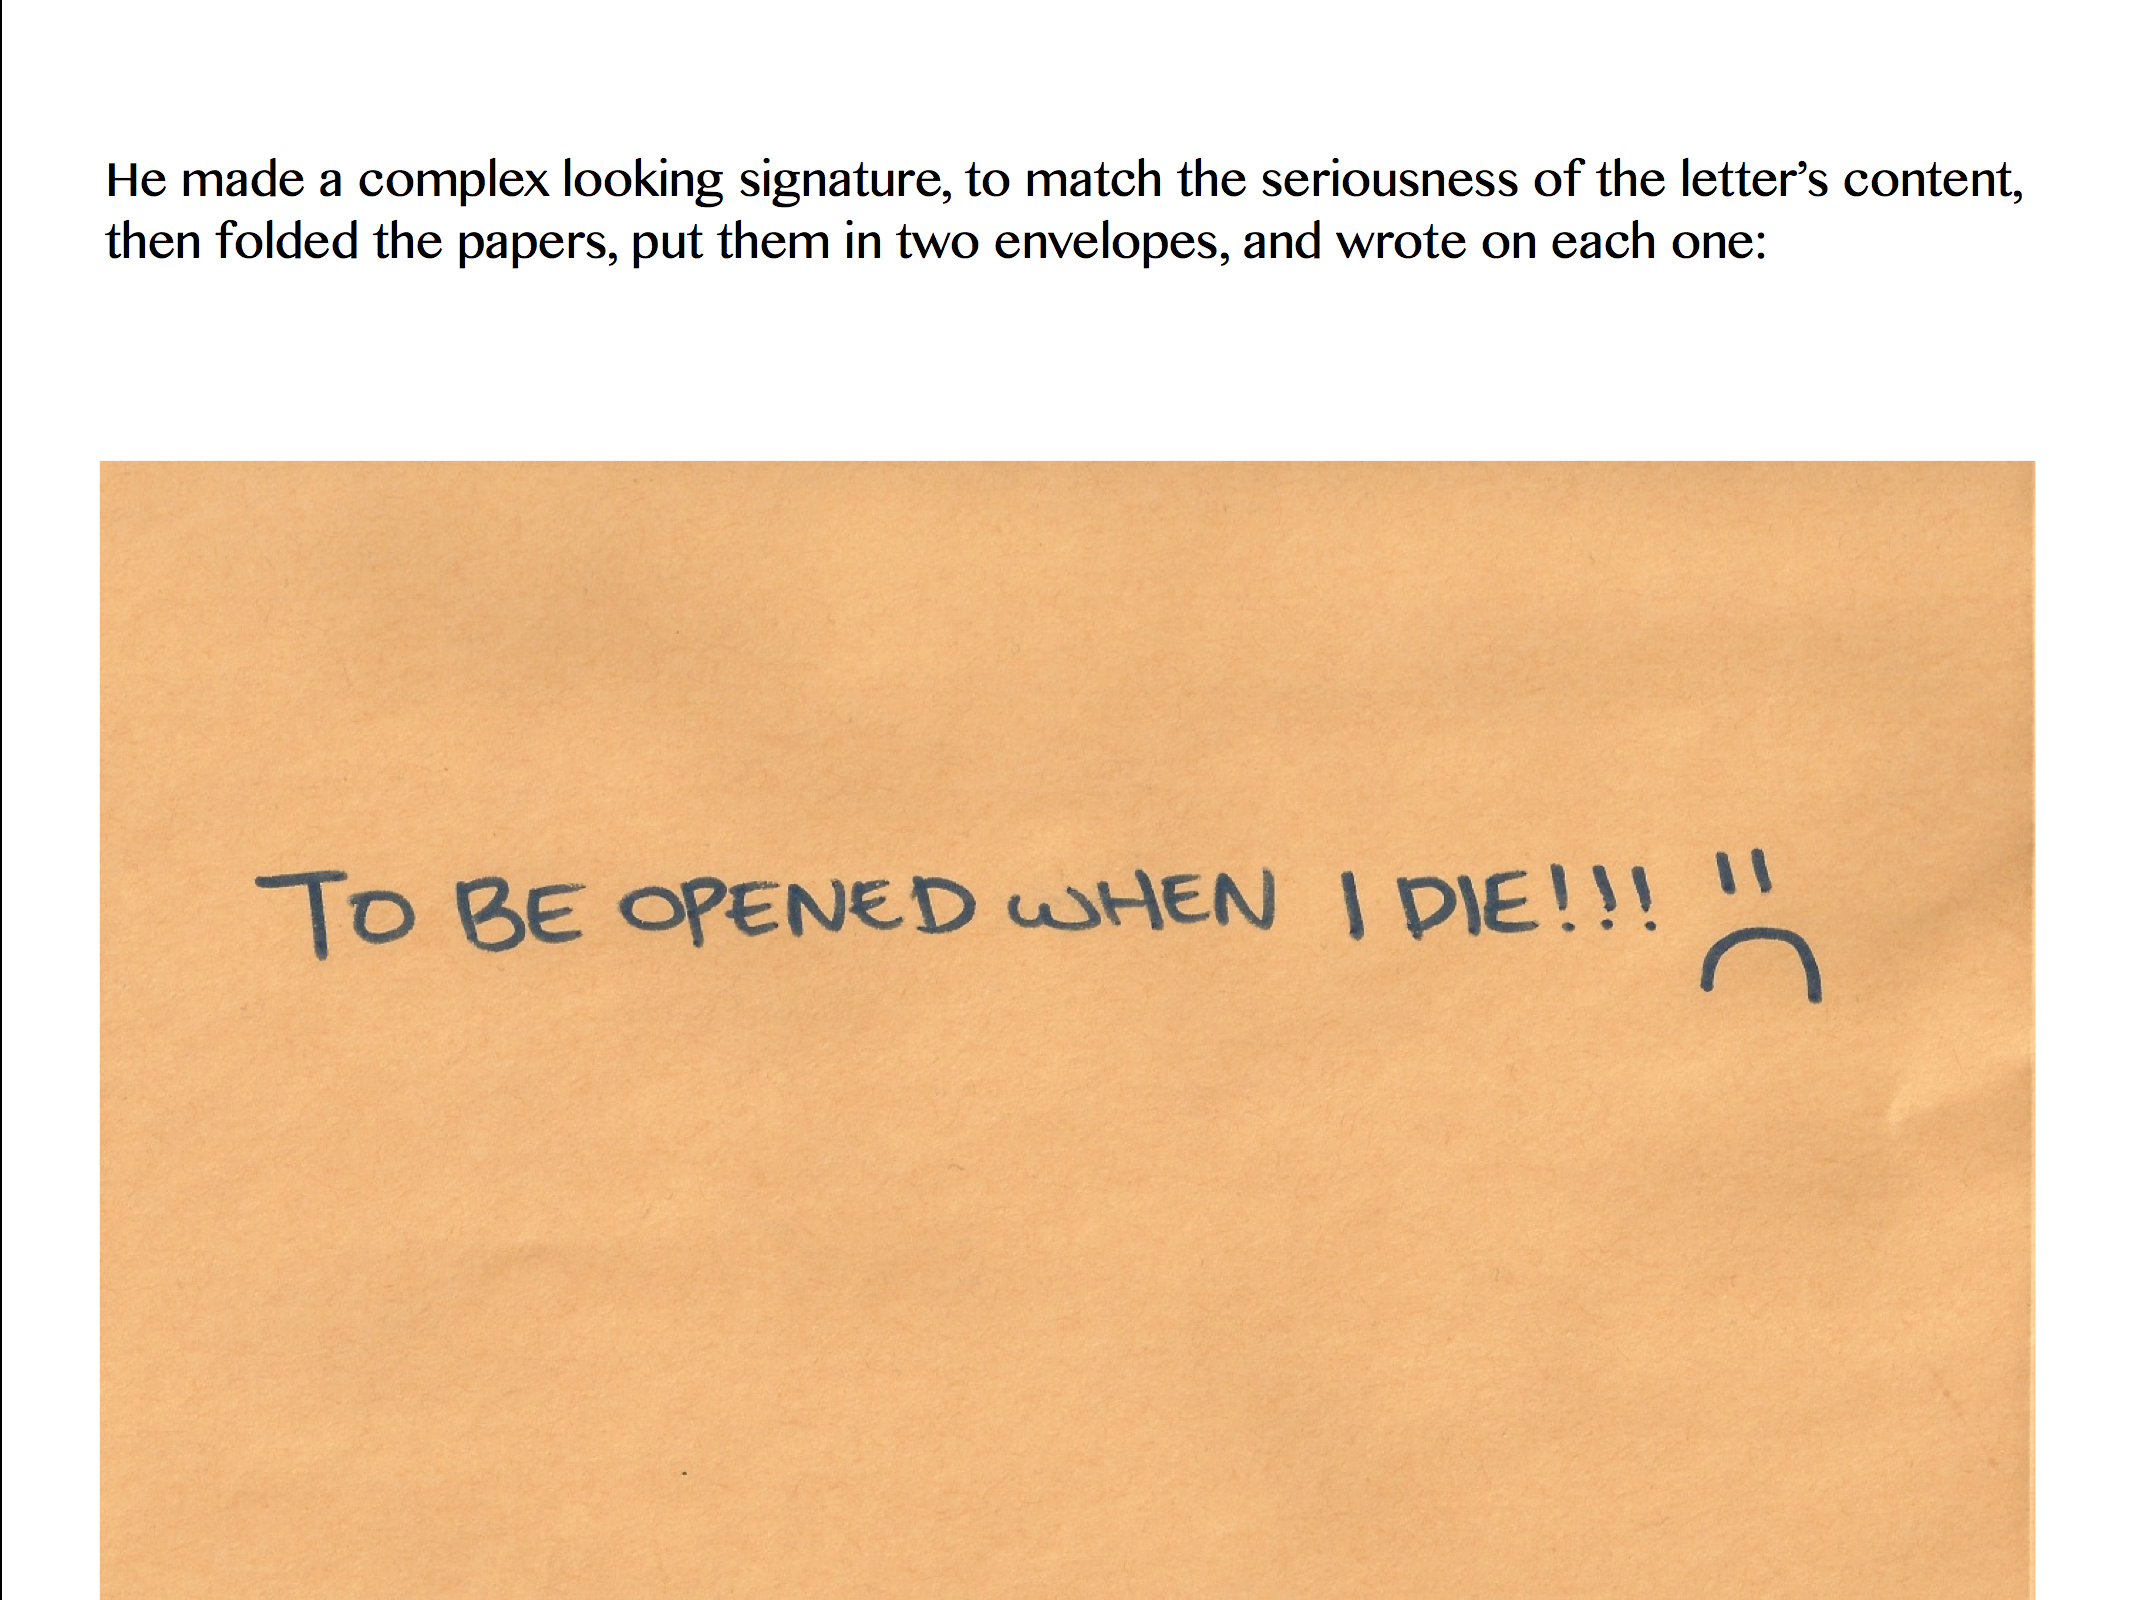 He made a complex looking signature, to match the seriousness of the letter’s content,
then folded the papers, put them in two envelopes, and wrote on each one:
TO BE OPENED WHEN I DIE!!!